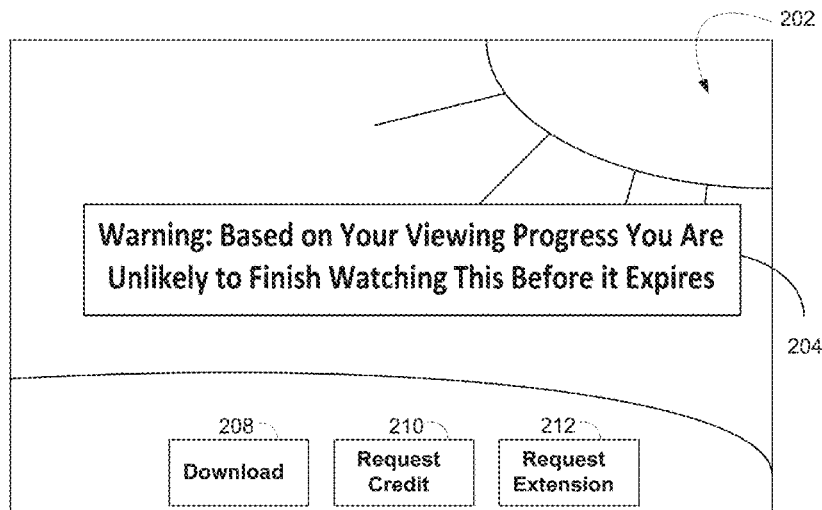 202
Warning: Based on Your Viewing Progress You Are
Unlikely to Finish Watching This Before it Expires
204
208 210 212
Download Request Credit Request Extension